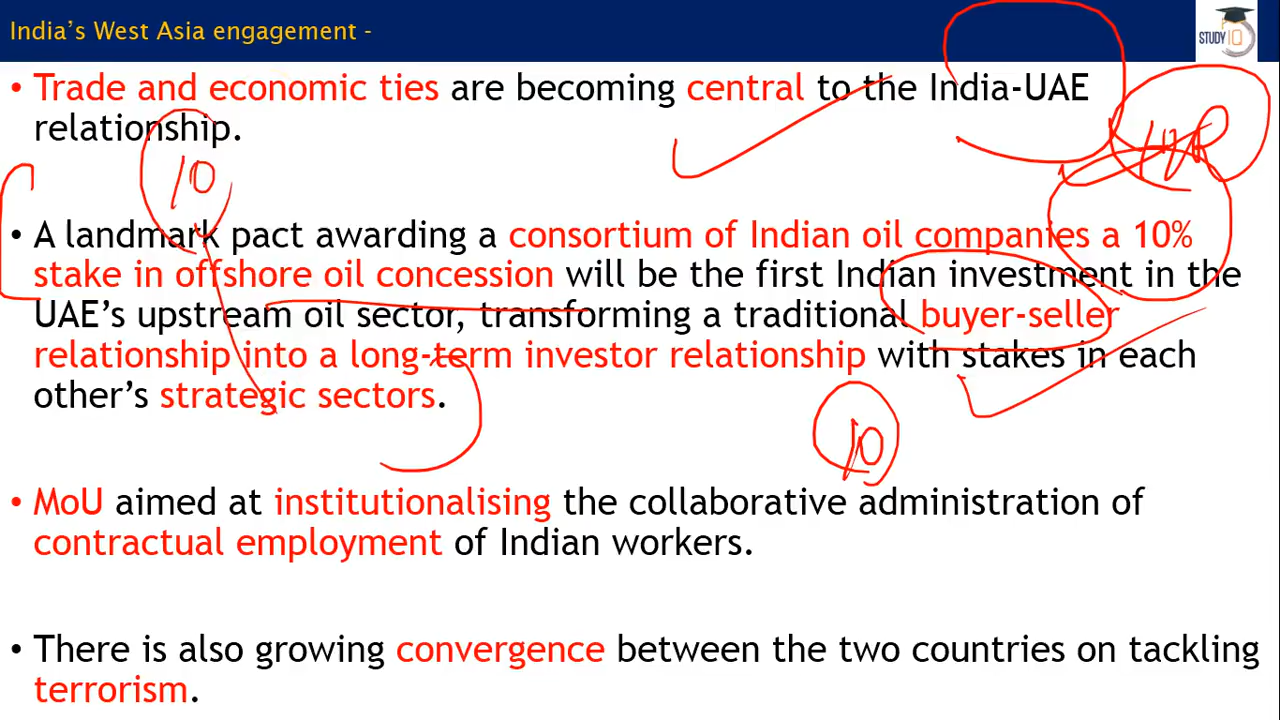 India’s West Asia engagement -
STUDY IQ
• Trade and economic ties are becoming central to the India-UAE
relationship.
10
• A landmark pact awarding a consortium of Indian oil companies a 10%
stake in offshore oil concession will be the first Indian investment in the
UAE’s upstream oil sector, transforming a traditional buyer-seller
relationship into a long-term investor relationship with stakes in each
other’s strategic sectors.
10
• MoU aimed at institutionalising the collaborative administration of
contractual employment of Indian workers.
• There is also growing convergence between the two countries on tackling
terrorism.